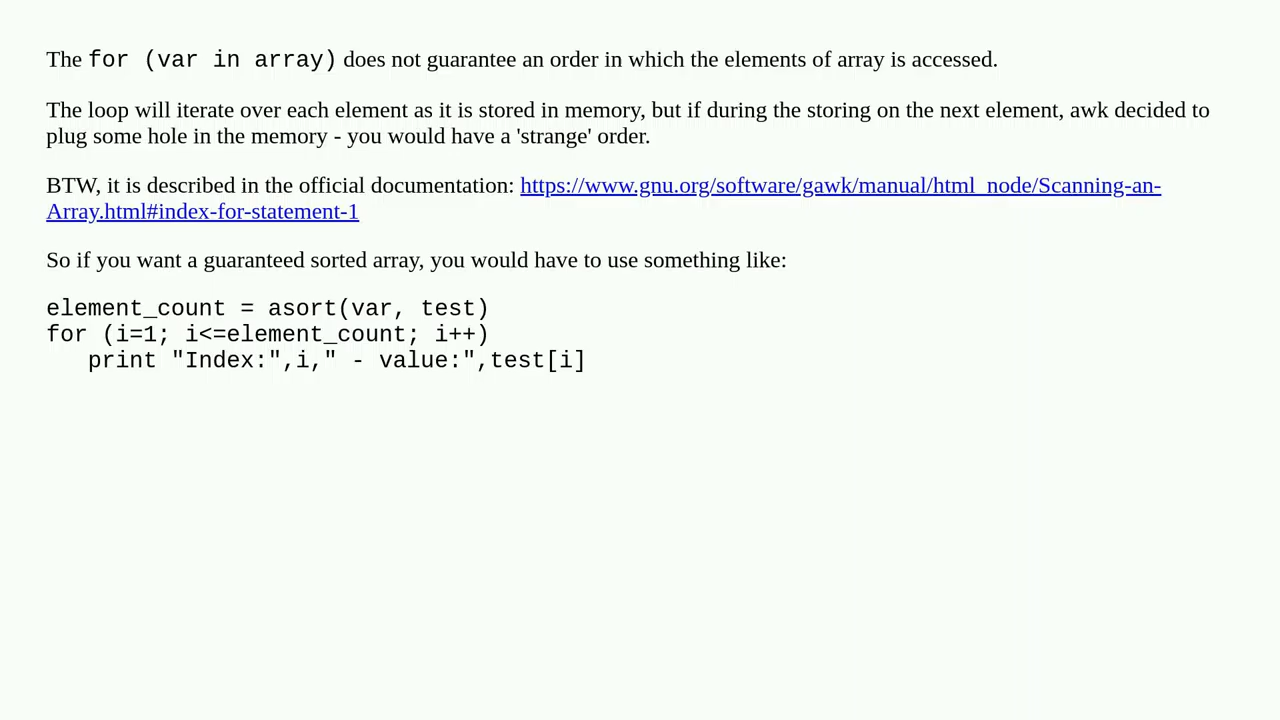 The for (var in array) does not guarantee an order in which the elements of array is accessed.
The loop will iterate over each element as it is stored in memory, but if during the storing on the next element, awk decided to
plug some hole in the memory - you would have a 'strange' order.
BTW, it is described in the official documentation: https://www.gnu.org/software/gawk/manual/html_node/Scanning-an-
Array.html#index-for-statement-1
So if you want a guaranteed sorted array, you would have to use something like:
element_count = asort(var, test)
for (i=1; i<=element_count; i++)
   print "Index:",i," - value:",test[i]